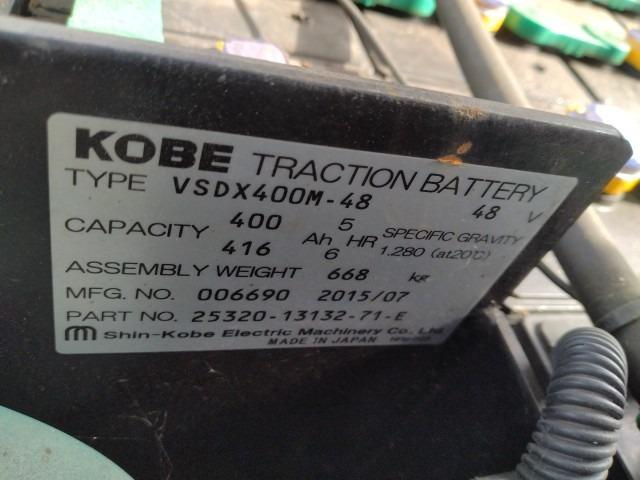 KOBE TRACTION BATTERY
TYPE VSDX400M-48 48 V
CAPACITY 400 5
416 Ah 6 HR SPECIFIC GRAVITY 1.280 (at20℃)
ASSEMBLY WEIGHT 668 kg
MFG. NO. 006690 2015/07
PART NO. 25320-13132-71-E
Shin-Kobe Electric Machinery Co., Ltd.
MADE IN JAPAN